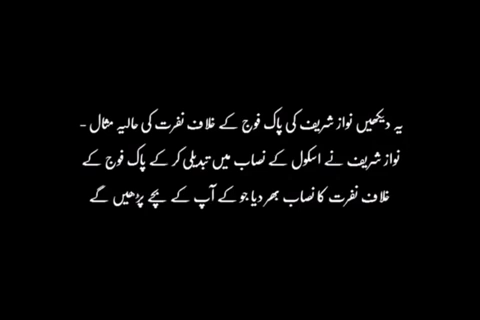 یہ دیکھیں نواز شریف کی پاک فوج کے خلاف نفرت کی حالیہ مثال -
نواز شریف نے اسکول کے نصاب میں تبدیلی کر کے پاک فوج کے
خلاف نفرت کا نصاب بھر دیا جو کے آپ کے بچے پڑھیں گے